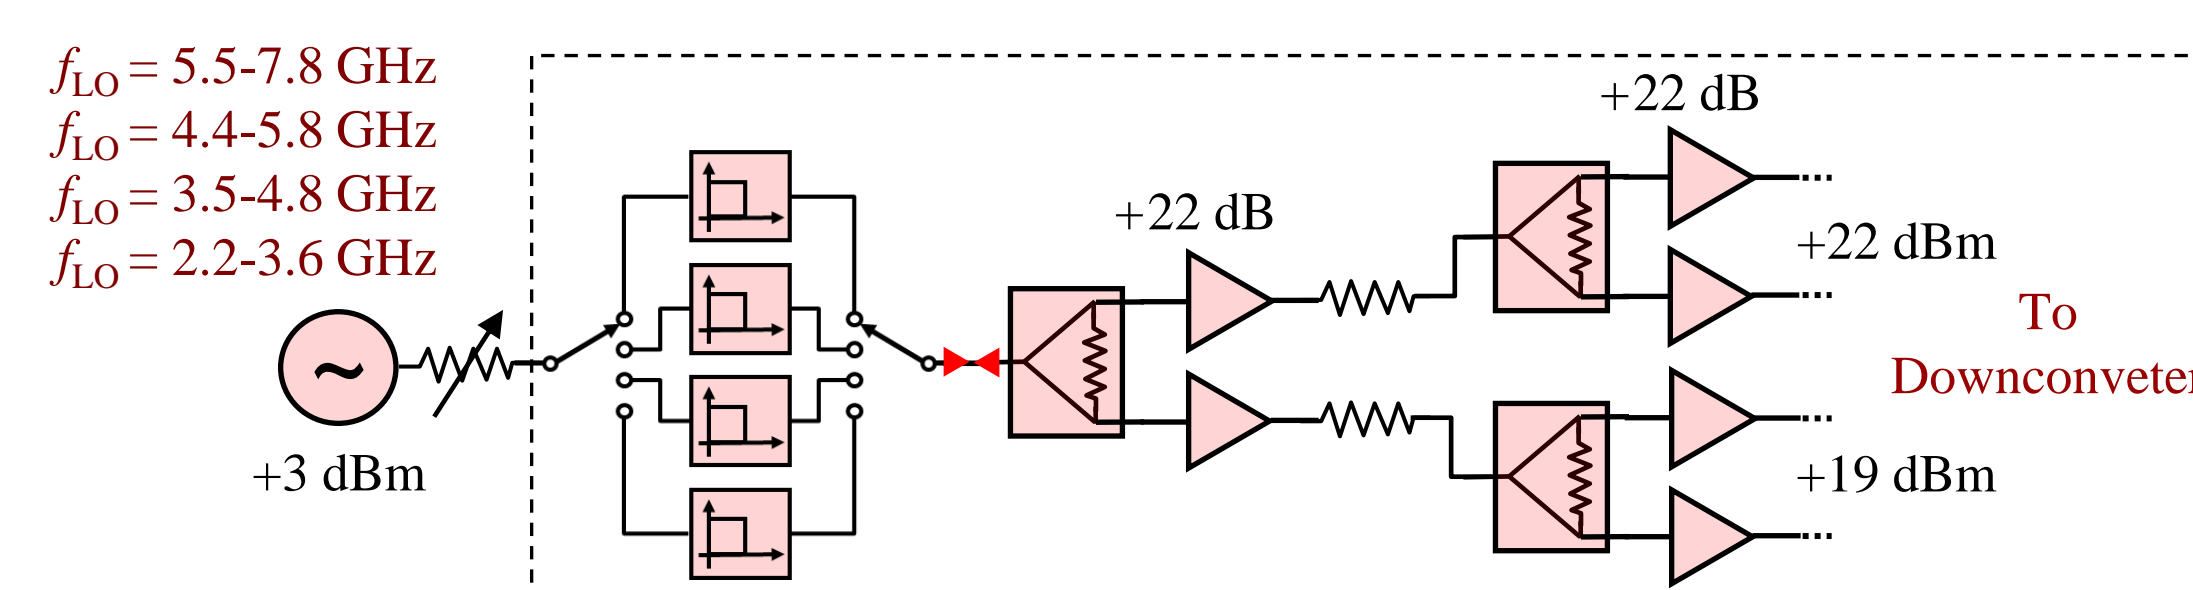 fLO = 5.5-7.8 GHz
fLO = 4.4-5.8 GHz
fLO = 3.5-4.8 GHz
fLO = 2.2-3.6 GHz
+3 dBm
+22 dB
+22 dB
+22 dBm
To
Downconveter
+19 dBm